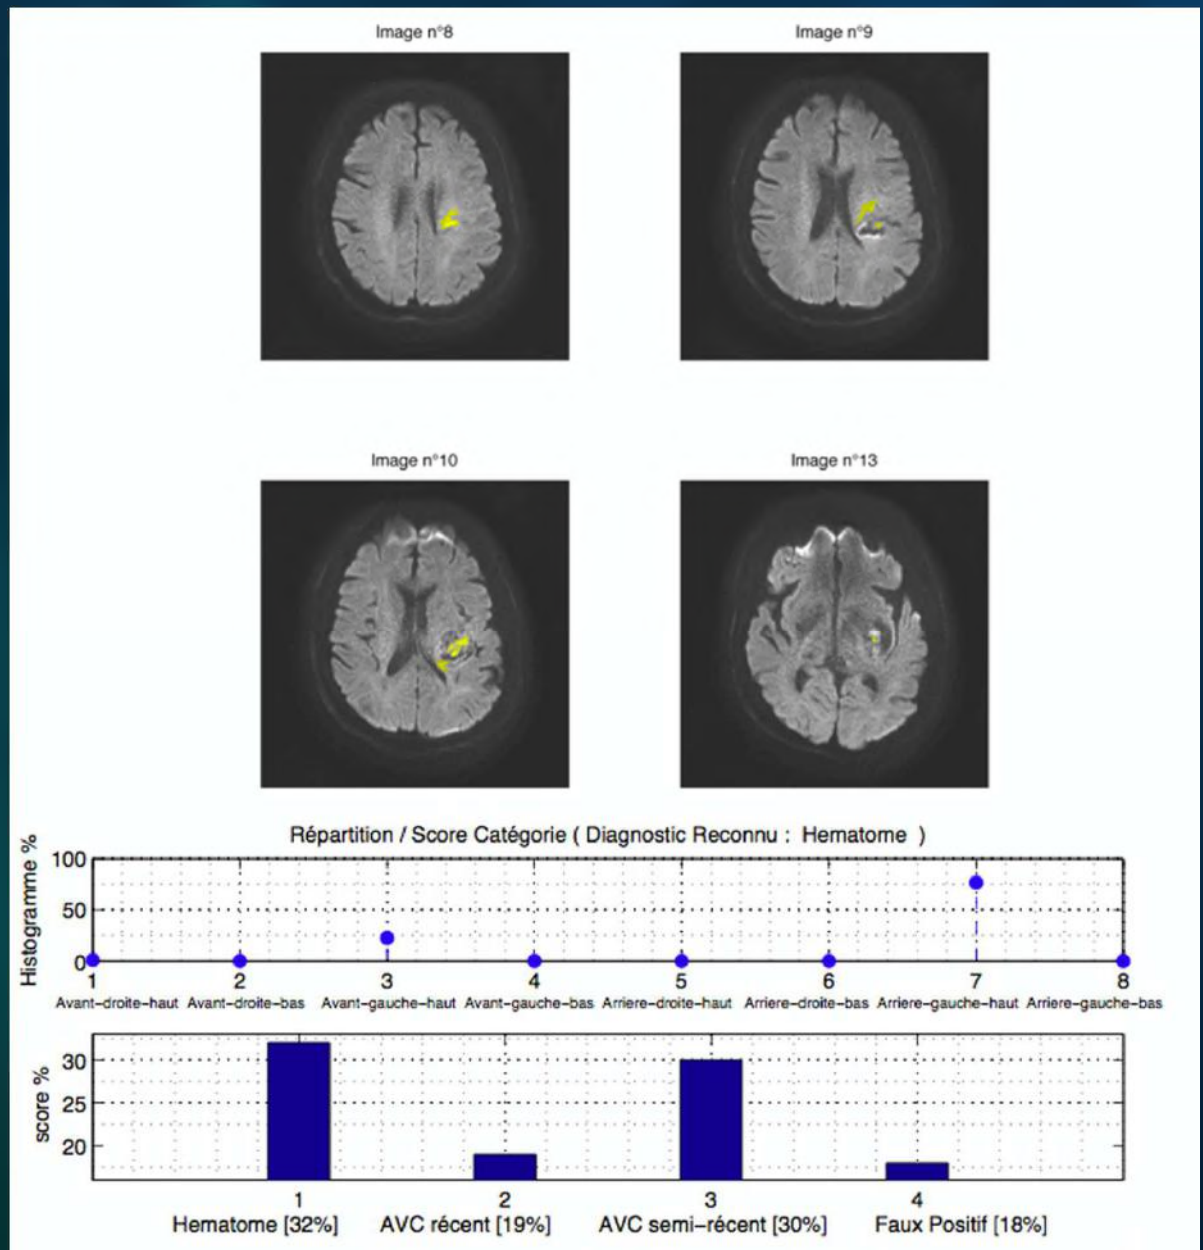 Image n°8
Image n°9
Image n°10
Image n°13
Répartition / Score Catégorie ( Diagnostic Reconnu : Hematome )
Histogramme %
100
50
0
1 2 3 4 5 6 7 8
Avant-droite-haut Avant-droite-bas Avant-gauche-haut Avant-gauche-bas Arriere-droite-haut Arriere-droite-bas Arriere-gauche-haut Arriere-gauche-bas
score %
30
25
20
1 2 3 4
Hematome [32%] AVC récent [19%] AVC semi-récent [30%] Faux Positif [18%]